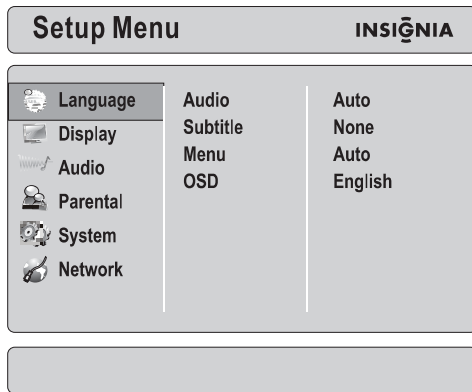 Setup Menu
INSIGNIA
Language
Display
Audio
Parental
System
Network
Audio Auto
Subtitle None
Menu Auto
OSD English